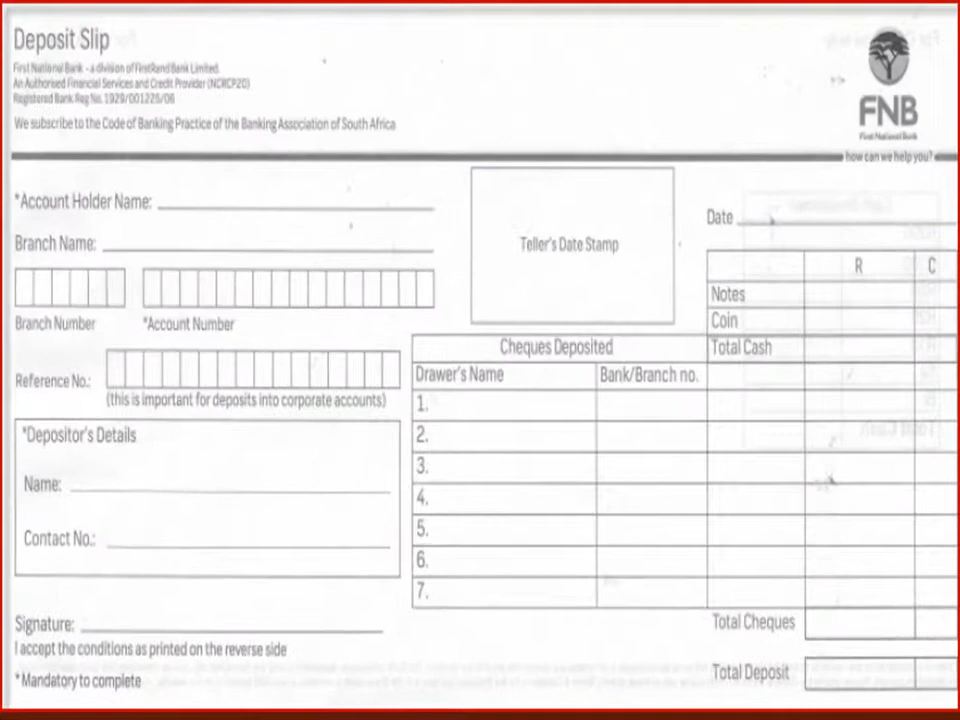 Deposit Slip
First National Bank - a division of FirstRand Bank Limited.
An Authorised Financial Services and Credit Provider (NCRCP20)
Registered Bank Reg No. 1929/001225/06
We subscribe to the Code of Banking Practice of the Banking Association of South Africa
FNB
First National Bank
how can we help you?
*Account Holder Name:
Branch Name:
Branch Number *Account Number
Reference No.:
(this is important for deposits into corporate accounts)
*Depositor's Details
Name:
Contact No.:
Signature:
I accept the conditions as printed on the reverse side
*Mandatory to complete
Teller's Date Stamp
Date
R C
Notes
Coin
Cheques Deposited Total Cash
Drawer's Name Bank/Branch no.
1.
2.
3.
4.
5.
6.
7.
Total Cheques
Total Deposit